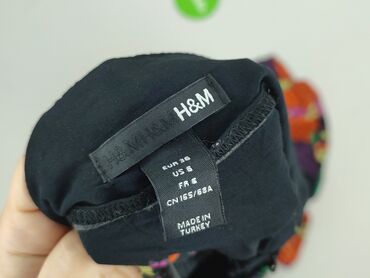 H&M H&M H&M
EUR 36
US 6
FR 6
CN 165/68A
MADE IN
TURKEY